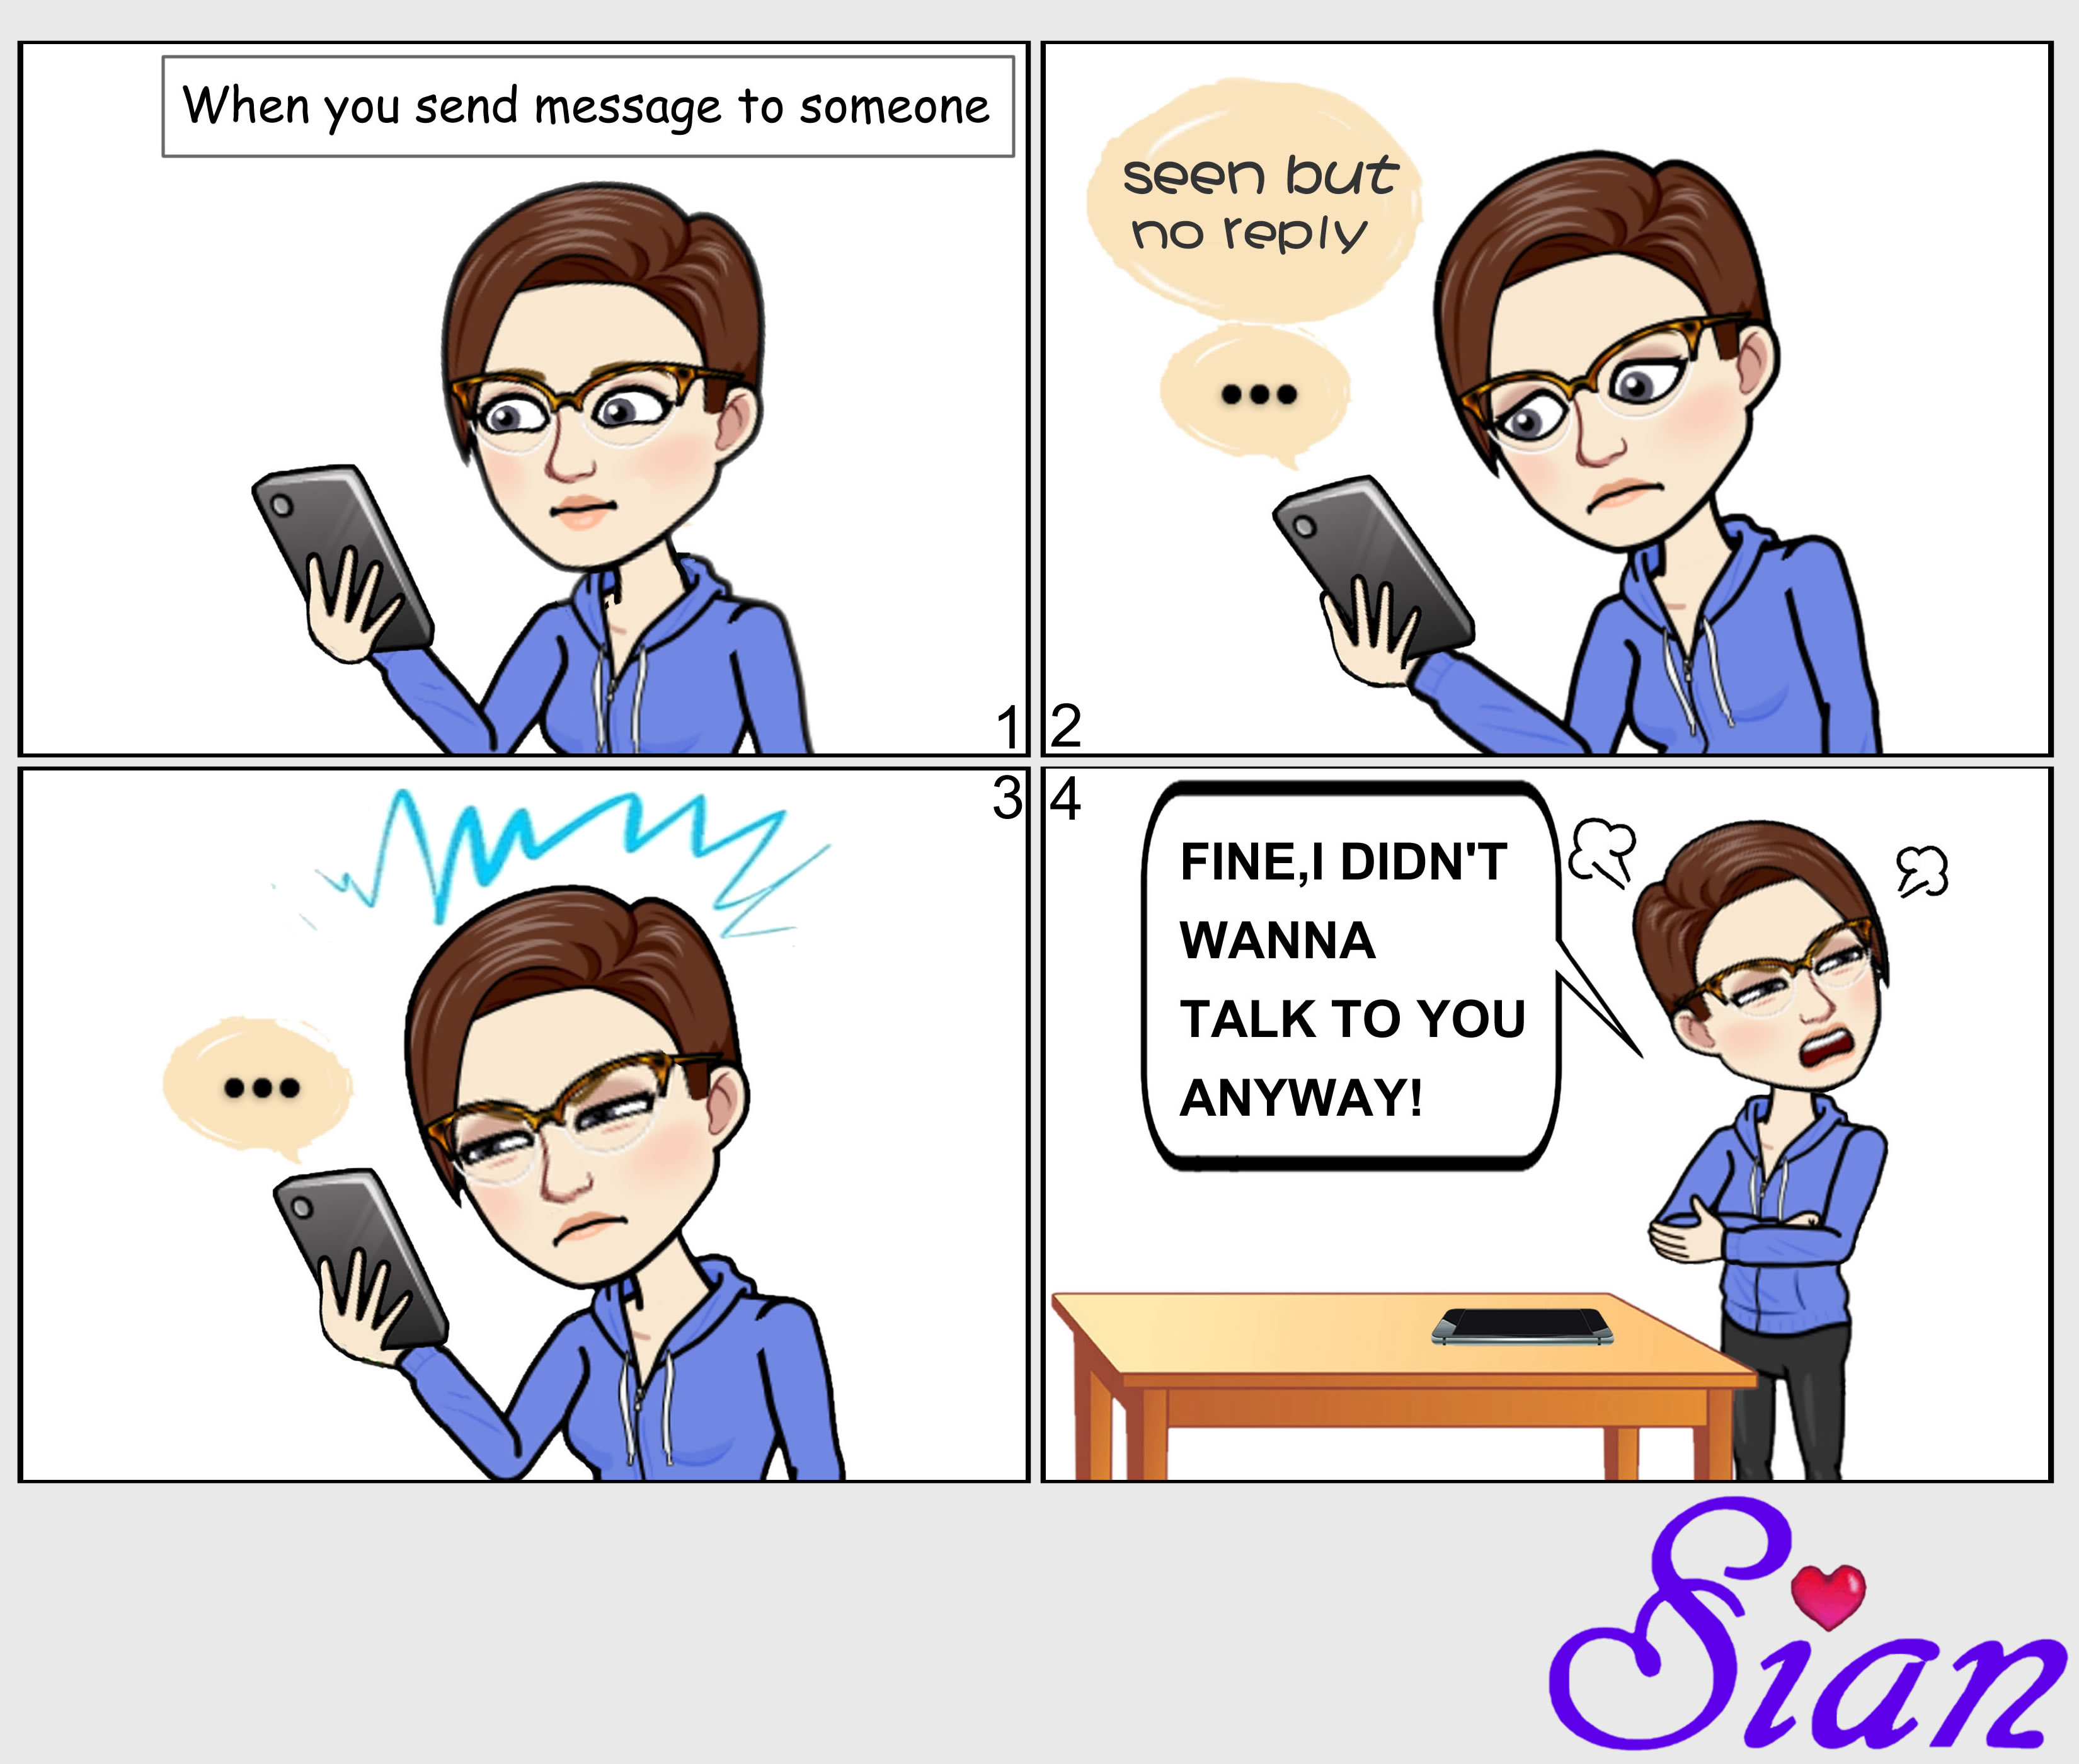 When you send message to someone
1
2
seen but
no reply
...
3
...
4
FINE,I DIDN'T
WANNA
TALK TO YOU
ANYWAY!
Sian